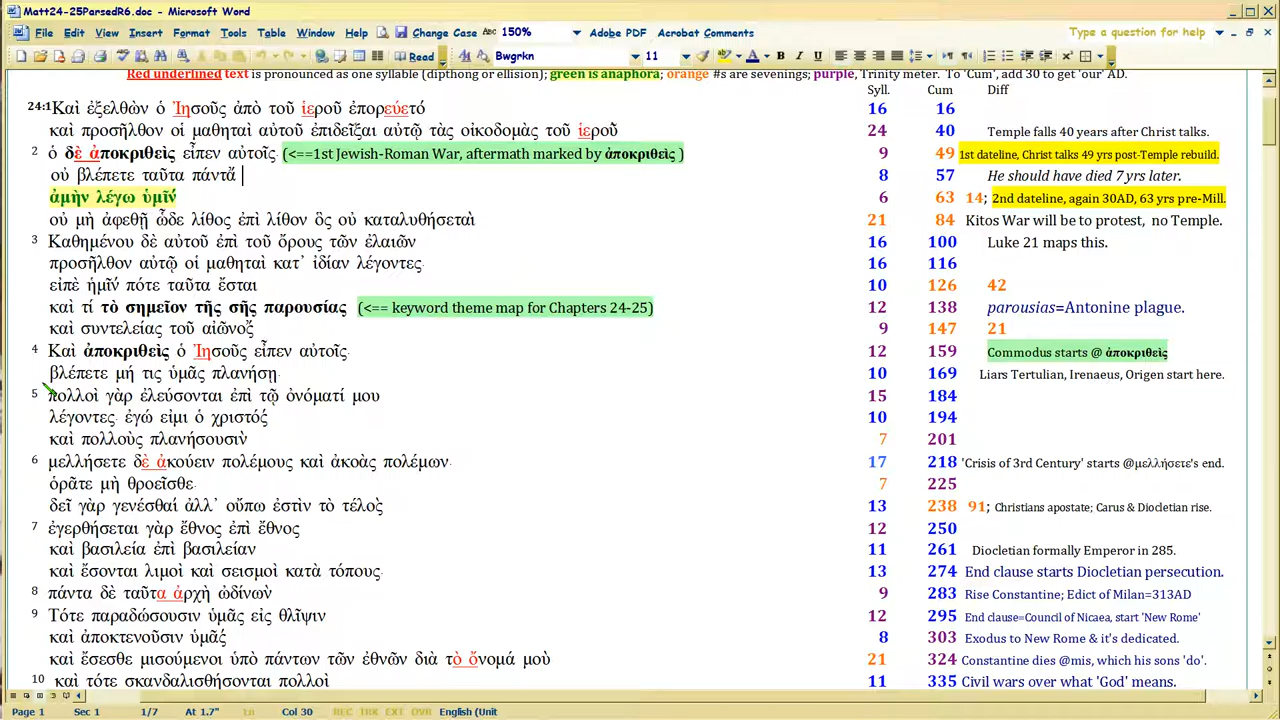 Matt24-25ParsedR6.doc - Microsoft Word
File Edit View Insert Format Tools Table Window Help Change Case 150% Adobe PDF Acrobat Comments Type a question for help
Read Bwgrkn 11 B I U
Red underlined text is pronounced as one syllable (dipthong or ellision); green is anaphora; orange #s are sevenings; purple, Trinity meter. To 'Cum', add 30 to get 'our' AD.
Syll. Cum Diff
24:1 Καὶ ἐξελθὼν ὁ Ἰησοῦς ἀπὸ τοῦ ἱεροῦ ἐπορεύετό 16 16
καὶ προσῆλθον οἱ μαθηταὶ αὐτοῦ ἐπιδεῖξαι αὐτῷ τὰς οἰκοδομὰς τοῦ ἱεροῦ 24 40 Temple falls 40 years after Christ talks.
2 ὁ δὲ ἀποκριθεὶς εἶπεν αὐτοῖς· (<==1st Jewish-Roman War, aftermath marked by ἀποκριθεὶς ) 9 49 1st dateline, Christ talks 49 yrs post-Temple rebuild.
οὐ βλέπετε ταῦτα πάντἄ 8 57 He should have died 7 yrs later.
ἀμὴν λέγω ὑμῖν́ 6 63 14; 2nd dateline, again 30AD, 63 yrs pre-Mill.
οὐ μὴ ἀφεθῇ ὧδε λίθος ἐπὶ λίθον ὃς οὐ καταλυθήσεταὶ 21 84 Kitos War will be to protest, no Temple.
3 Καθημένου δὲ αὐτοῦ ἐπὶ τοῦ ὄρους τῶν ἐλαιῶν 16 100 Luke 21 maps this.
προσῆλθον αὐτῷ οἱ μαθηταὶ κατ᾽ ἰδίαν λέγοντες· 16 116
εἰπὲ ἡμῖν́ πότε ταῦτα ἔσται 10 126 42
καὶ τί τὸ σημεῖον τῆς σῆς παρουσίας (<== keyword theme map for Chapters 24-25) 12 138 parousias=Antonine plague.
καὶ συντελείας τοῦ αἰῶνοξ 9 147 21
4 Καὶ ἀποκριθεὶς ὁ Ἰησοῦς εἶπεν αὐτοῖς· 12 159 Commodus starts @ ἀποκριθεὶς
βλέπετε μή τις ὑμᾶς πλανήσῃ· 10 169 Liars Tertulian, Irenaeus, Origen start here.
5 πολλοὶ γὰρ ἐλεύσονται ἐπὶ τῷ ὀνόματί μου 15 184
λέγοντες· ἐγώ εἰμι ὁ χριστός́ 10 194
καὶ πολλοὺς πλανήσουσιν̀ 7 201
6 μελλήσετε δὲ ἀκούειν πολέμους καὶ ἀκοὰς πολέμων· 17 218 'Crisis of 3rd Century' starts @μελλήσετε's end.
ὁρᾶτε μὴ θροεῖσθε· 7 225
δεῖ γὰρ γενέσθαί ἀλλ᾽ οὔπω ἐστὶν τὸ τέλος̀ 13 238 91; Christians apostate; Carus & Diocletian rise.
7 ἐγερθήσεται γὰρ ἔθνος ἐπὶ ἔθνος 12 250
καὶ βασιλεία ἐπὶ βασιλείαν 11 261 Diocletian formally Emperor in 285.
καὶ ἔσονται λιμοὶ καὶ σεισμοὶ κατὰ τόπους· 13 274 End clause starts Diocletian persecution.
8 πάντα δὲ ταῦτα ἀρχὴ ὠδίνων̀ 9 283 Rise Constantine; Edict of Milan=313AD
9 Τότε παραδώσουσιν ὑμᾶς εἰς θλῖψιν 12 295 End clause=Council of Nicaea, start 'New Rome'
καὶ ἀποκτενοῦσιν ὑμᾶς́ 8 303 Exodus to New Rome & it's dedicated.
καὶ ἔσεσθε μισούμενοι ὑπὸ πάντων τῶν ἐθνῶν διὰ τὸ ὄνομά μοὺ 21 324 Constantine dies @mis, which his sons 'do'.
10 καὶ τότε σκανδαλισθήσονται πολλοὶ 11 335 Civil wars over what 'God' means.
Page 1 Sec 1 1/7 At 1.7" Col 30 REC TRK EXT OVR English (Unit